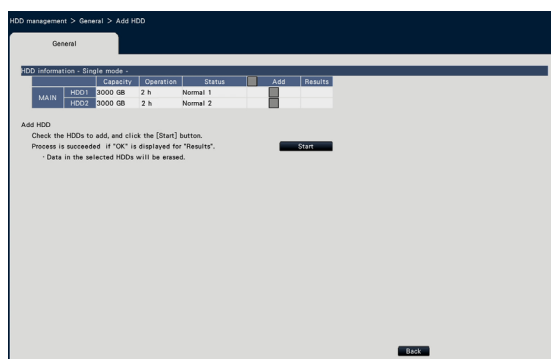 HDD management > General > Add HDD
General
HDD information - Single mode -
Capacity Operation Status Add Results
MAIN HDD1 3000 GB 2 h Normal 1
HDD2 3000 GB 2 h Normal 2
Add HDD
Check the HDDs to add, and click the [Start] button.
Process is succeeded if "OK" is displayed for "Results". Start
・Data in the selected HDDs will be erased.
Back